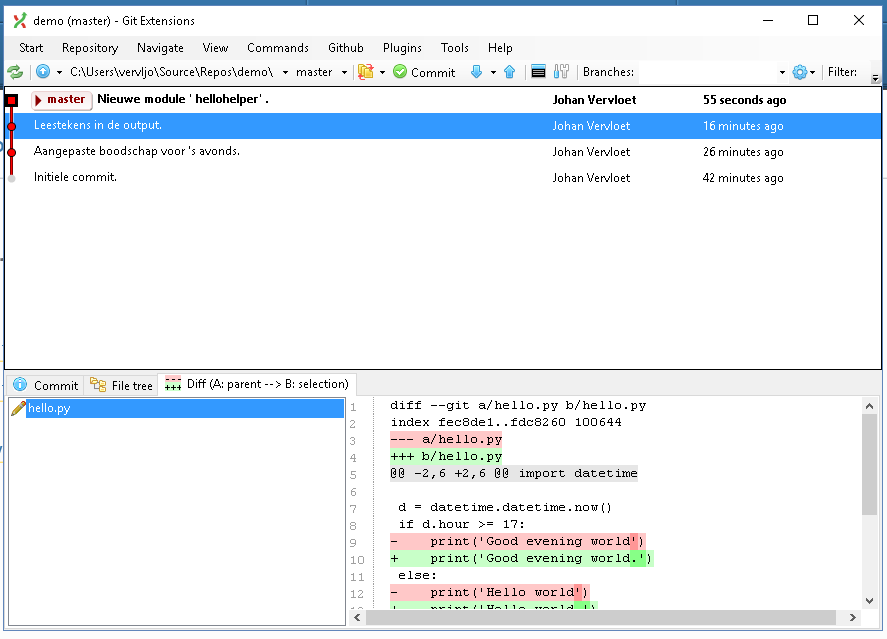 demo (master) - Git Extensions
Start Repository Navigate View Commands Github Plugins Tools Help
C:\Users\vervljo\Source\Repos\demo\ master Commit Branches: Filter:
master Nieuwe module ' hellohelper' . Johan Vervloet 55 seconds ago
Leestekens in de output. Johan Vervloet 16 minutes ago
Aangepaste boodschap voor 's avonds. Johan Vervloet 26 minutes ago
Initiele commit. Johan Vervloet 42 minutes ago
Commit File tree Diff (A: parent --> B: selection)
hello.py
1 diff --git a/hello.py b/hello.py
2 index fec8de1..fdc8260 100644
3 --- a/hello.py
4 +++ b/hello.py
5 @@ -2,6 +2,6 @@ import datetime
6
7 d = datetime.datetime.now()
8 if d.hour >= 17:
9 - print('Good evening world')
10 + print('Good evening world.')
11 else:
12 - print('Hello world')
+ print('Hello world.')